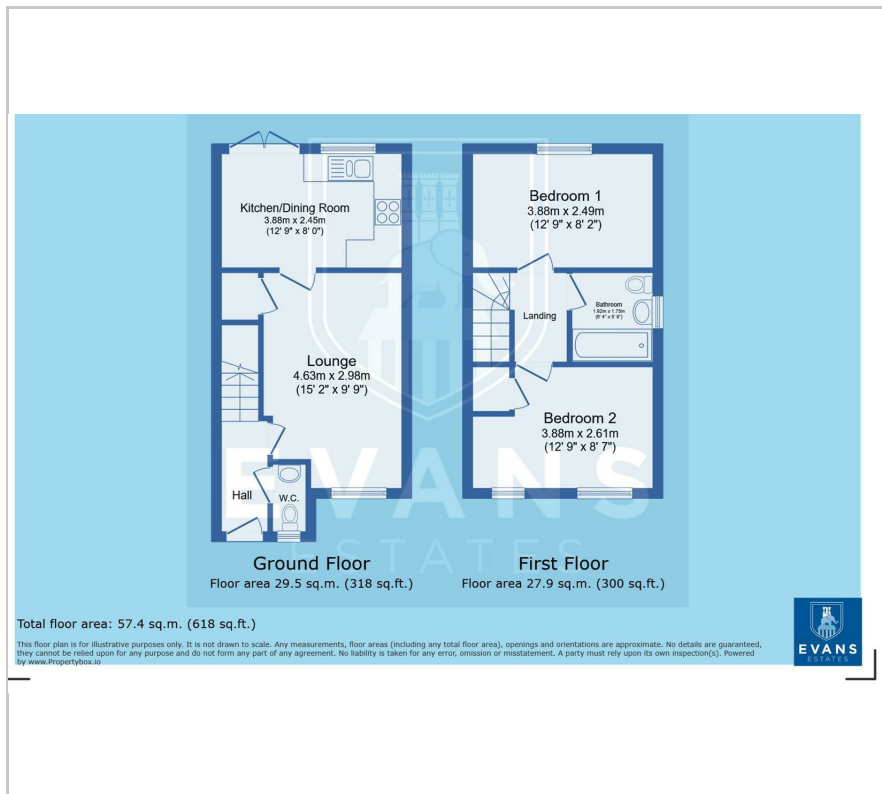 Kitchen/Dining Room
3.88m x 2.45m
(12' 9" x 8' 0")
Lounge
4.63m x 2.98m
(15' 2" x 9' 9")
Hall
W.C.
Bedroom 1
3.88m x 2.49m
(12' 9" x 8' 2")
Landing
Bathroom
1.92m x 1.75m
Bedroom 2
3.88m x 2.61m
(12' 9" x 8' 7")
EVANS
ESTATES
Ground Floor
Floor area 29.5 sq.m. (318 sq.ft.)
First Floor
Floor area 27.9 sq.m. (300 sq.ft.)
Total floor area: 57.4 sq.m. (618 sq.ft.)
This floor plan is for illustrative purposes only. It is not drawn to scale. Any measurements, floor areas (including any total floor area), openings and orientations are approximate. No details are guaranteed,
they cannot be relied upon for any purpose and do not form any part of any agreement. No liability is taken for any error, omission or misstatement. A party must rely upon its own inspection(s). Powered
by www.Propertybox.io
EVANS
ESTATES